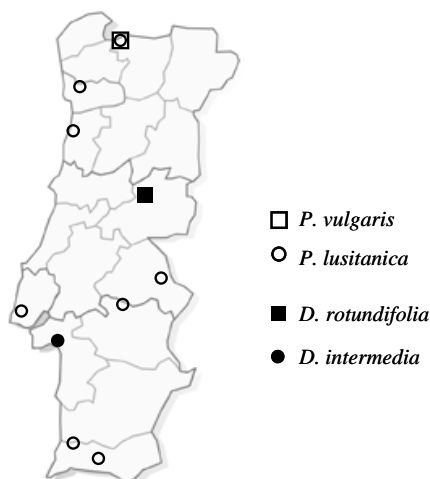 P. vulgaris
P. lusitanica
D. rotundifolia
D. intermedia